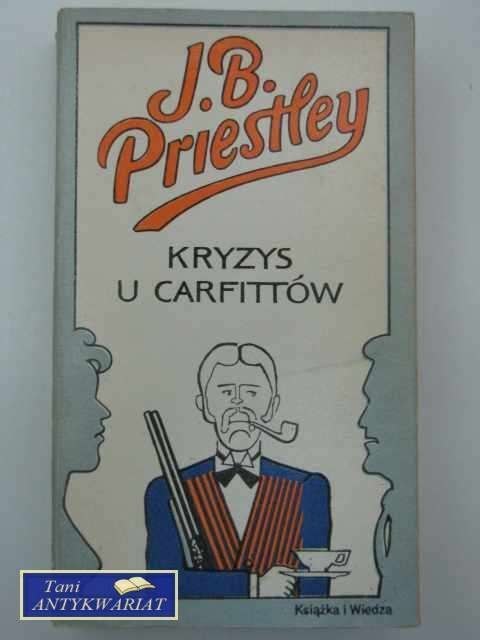 J.B.
Priestley
KRYZYS
U CARFITTÓW
Tani
ANTYKWARIAT
Książka i Wiedza